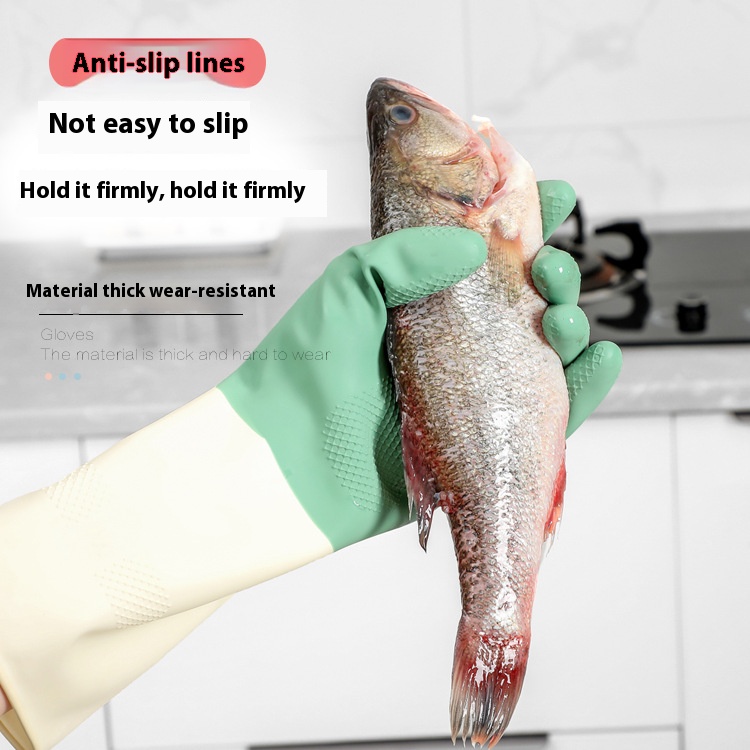 Anti-slip lines
Not easy to slip
Hold it firmly, hold it firmly
Material thick wear-resistant
Gloves
The material is thick and hard to wear